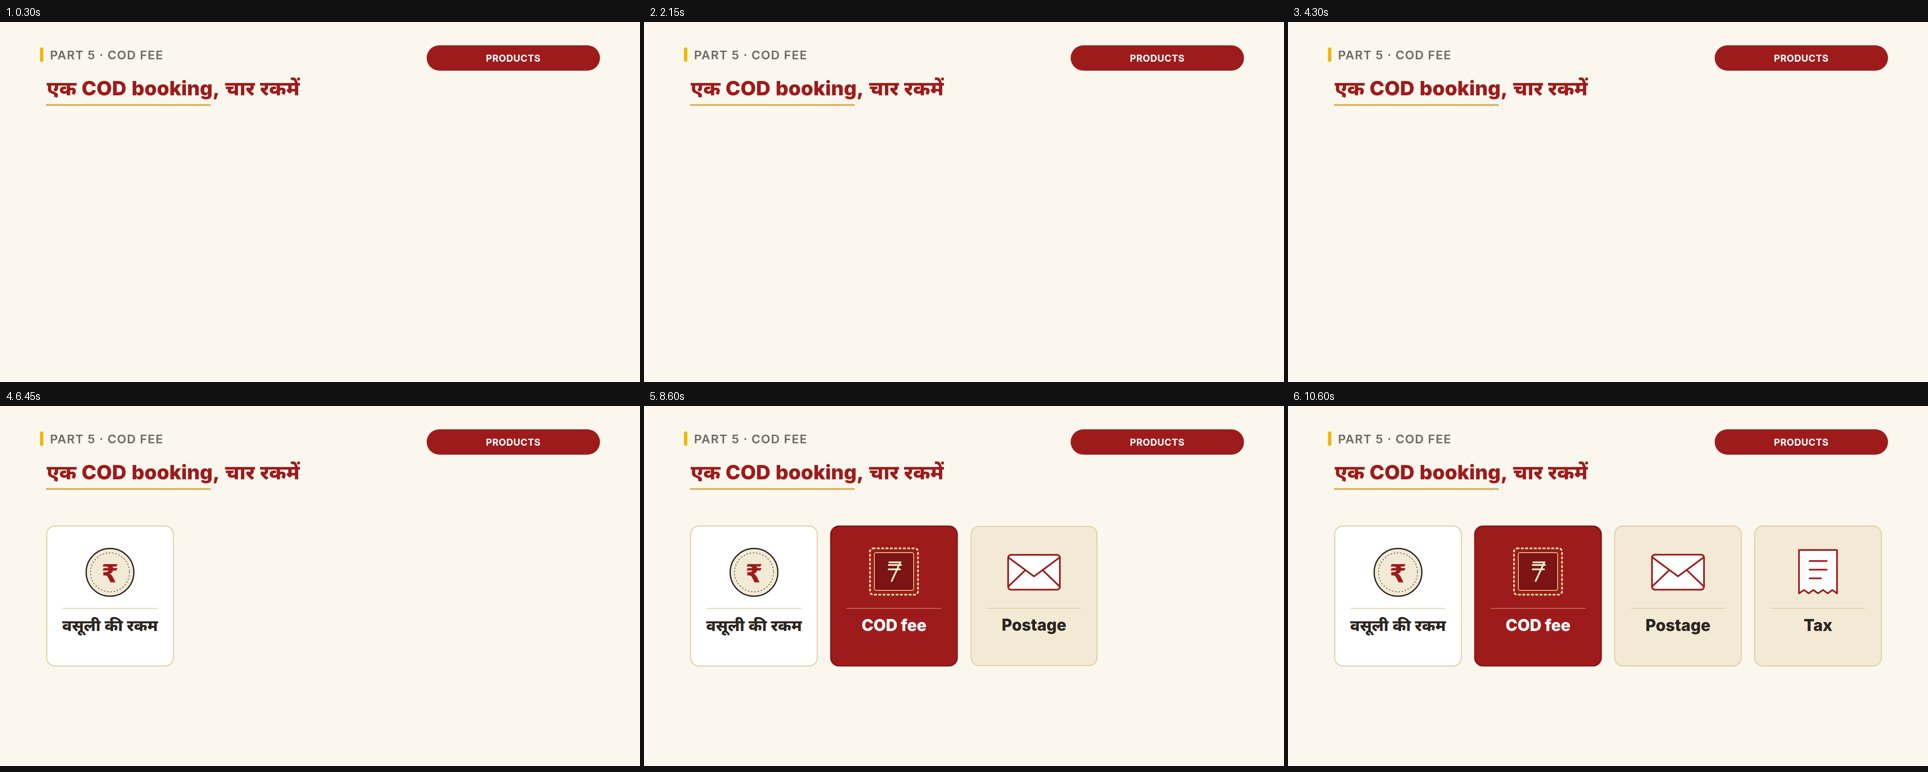 1. 0.30s
PART 5 · COD FEE
PRODUCTS
एक COD booking, चार रकमें
2. 2.15s
PART 5 · COD FEE
PRODUCTS
एक COD booking, चार रकमें
3. 4.30s
PART 5 · COD FEE
PRODUCTS
एक COD booking, चार रकमें
4. 6.45s
PART 5 · COD FEE
PRODUCTS
एक COD booking, चार रकमें
₹
वसूली की रकम
5. 8.60s
PART 5 · COD FEE
PRODUCTS
एक COD booking, चार रकमें
₹
वसूली की रकम
COD fee
Postage
6. 10.60s
PART 5 · COD FEE
PRODUCTS
एक COD booking, चार रकमें
₹
वसूली की रकम
COD fee
Postage
Tax